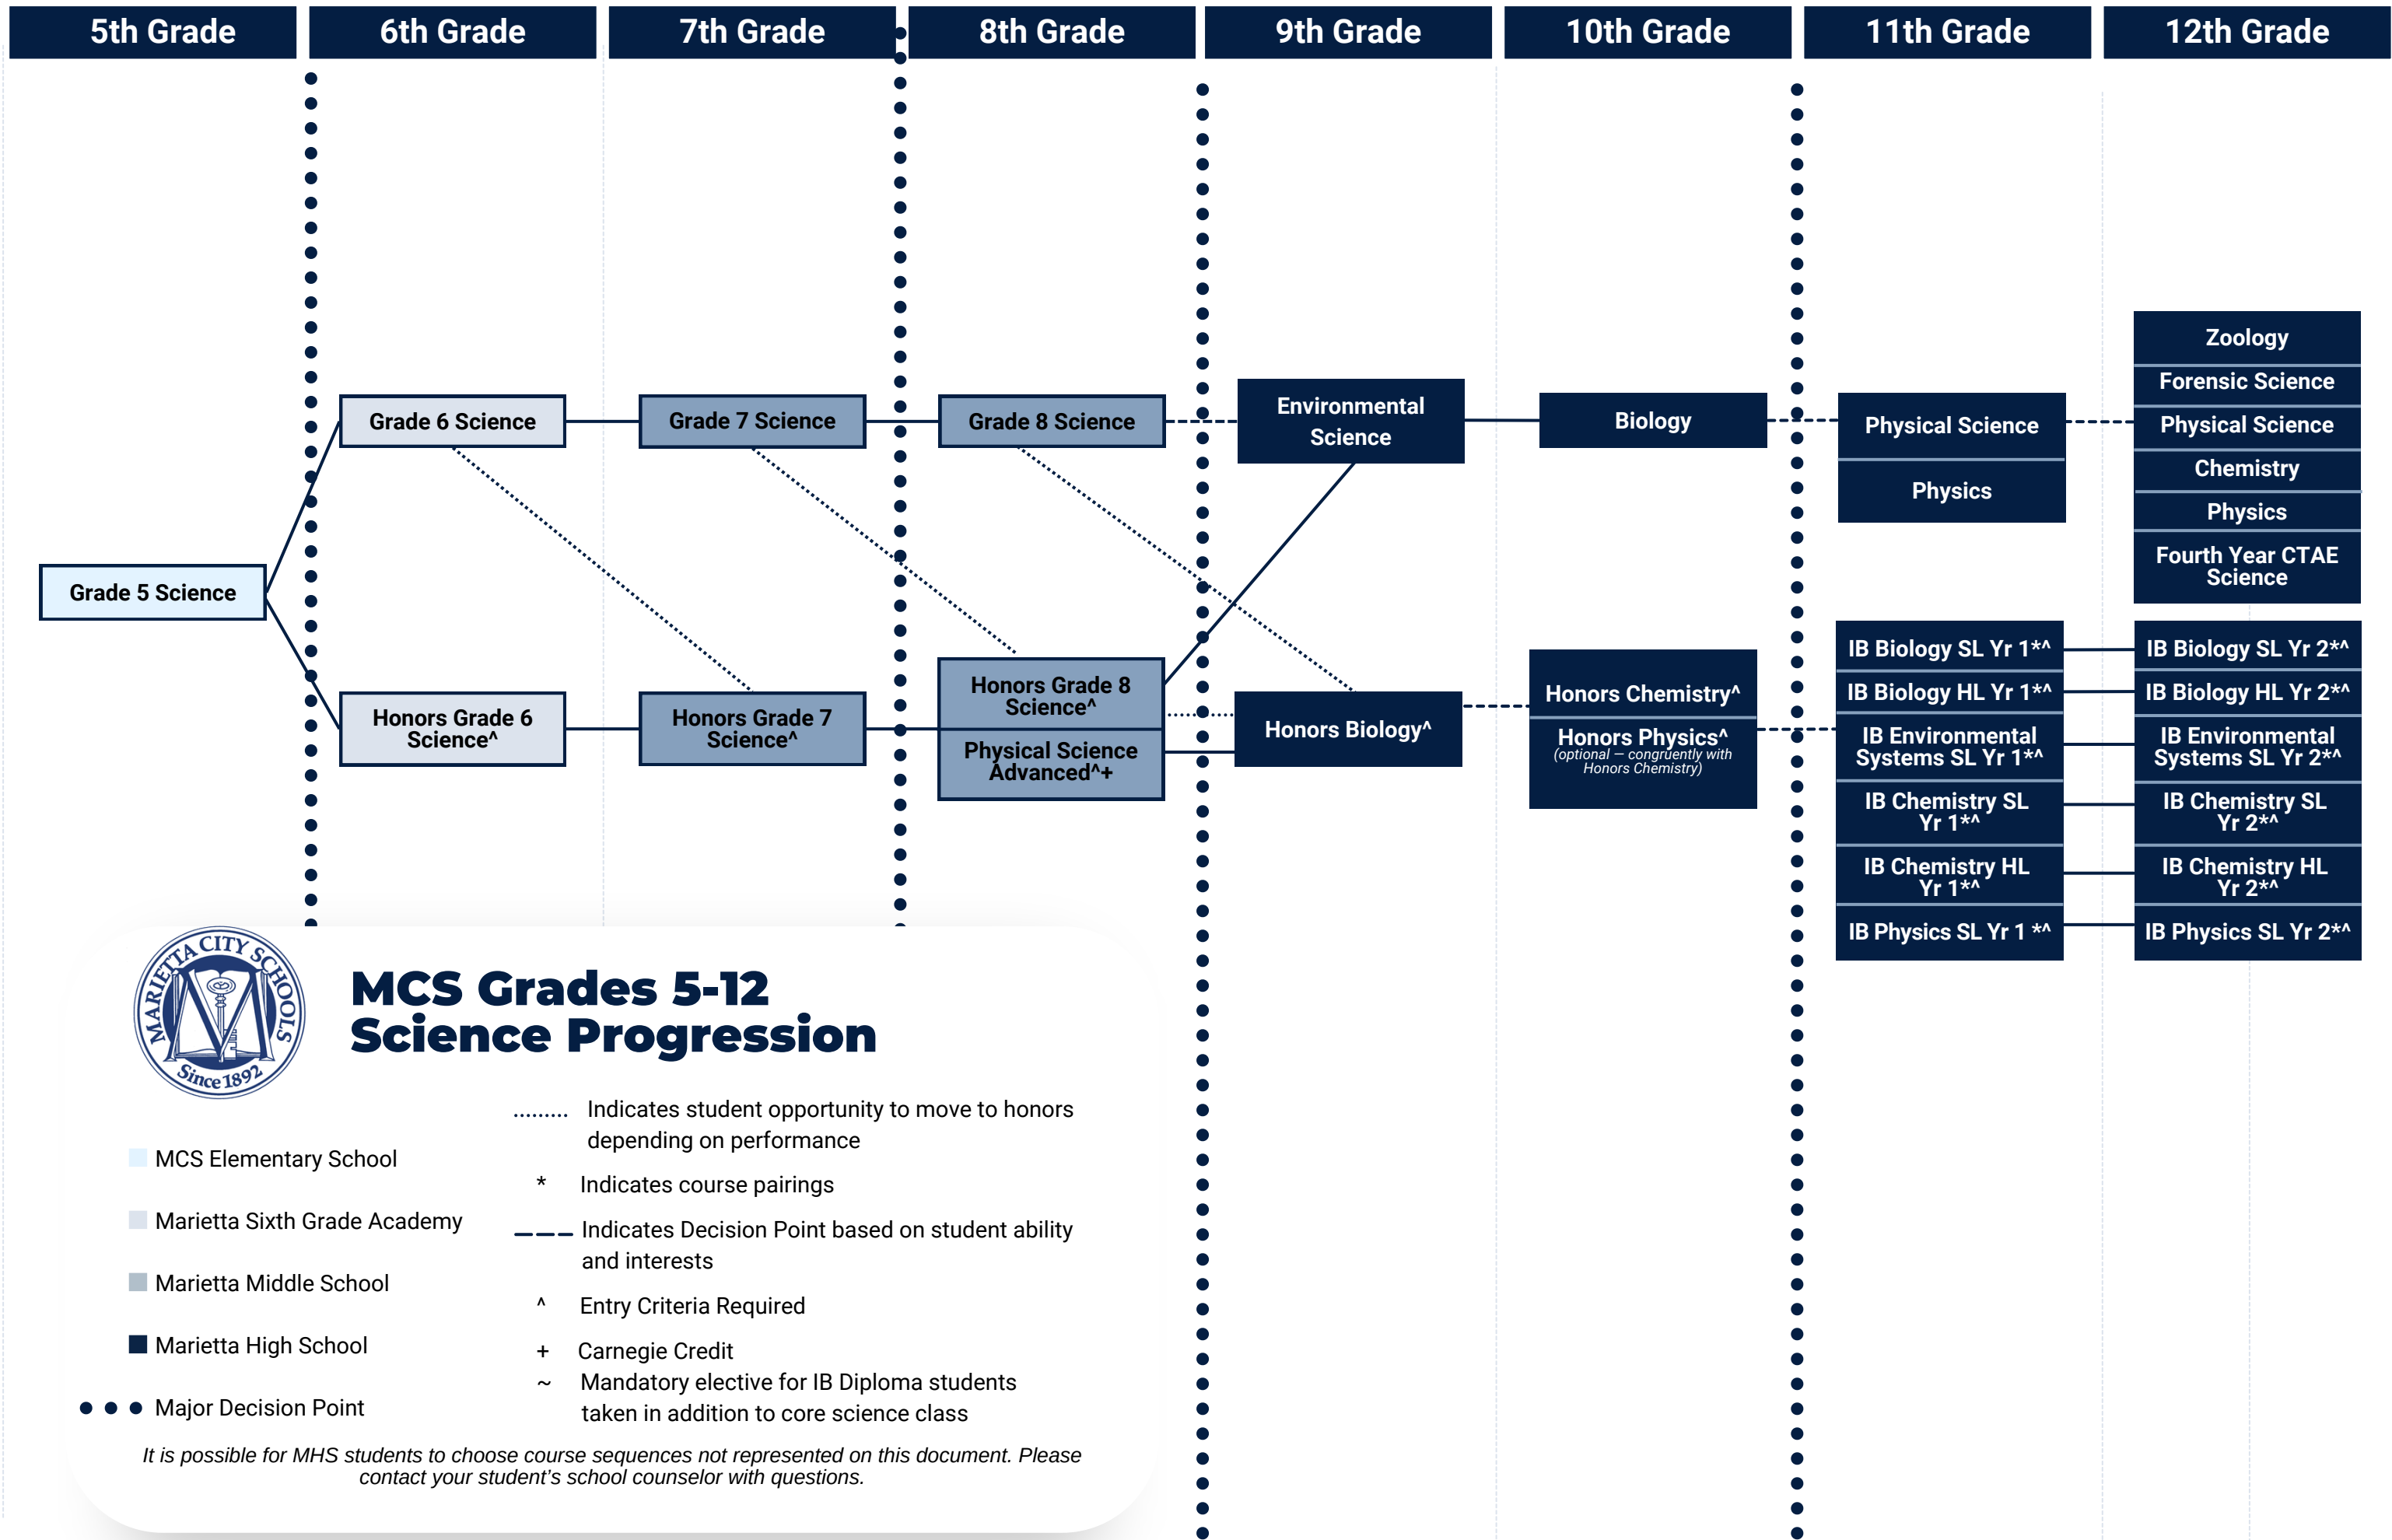 5th Grade
6th Grade
7th Grade
8th Grade
9th Grade
10th Grade
11th Grade
12th Grade
Grade 5 Science
Grade 6 Science
Honors Grade 6
Science^
Grade 7 Science
Honors Grade 7
Science^
Grade 8 Science
Honors Grade 8
Science^
Physical Science
Advanced^+
Environmental
Science
Honors Biology^
Biology
Honors Chemistry^
Honors Physics^
(optional – congruently with
Honors Chemistry)
Physical Science
Physics
IB Biology SL Yr 1*^
IB Biology HL Yr 1*^
IB Environmental
Systems SL Yr 1*^
IB Chemistry SL
Yr 1*^
IB Chemistry HL
Yr 1*^
IB Physics SL Yr 1 *^
Zoology
Forensic Science
Physical Science
Chemistry
Physics
Fourth Year CTAE
Science
IB Biology SL Yr 2*^
IB Biology HL Yr 2*^
IB Environmental
Systems SL Yr 2*^
IB Chemistry SL
Yr 2*^
IB Chemistry HL
Yr 2*^
IB Physics SL Yr 2*^
MARIETTA CITY SCHOOLS
Since 1892
MCS Grades 5-12
Science Progression
MCS Elementary School
Marietta Sixth Grade Academy
Marietta Middle School
Marietta High School
Major Decision Point
Indicates student opportunity to move to honors
depending on performance
* Indicates course pairings
Indicates Decision Point based on student ability
and interests
^ Entry Criteria Required
+ Carnegie Credit
~ Mandatory elective for IB Diploma students
taken in addition to core science class
It is possible for MHS students to choose course sequences not represented on this document. Please
contact your student's school counselor with questions.